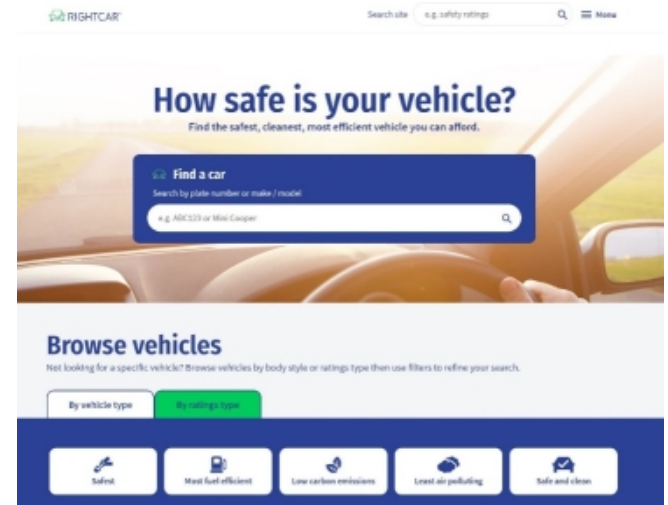 RIGHTCAR
Search site
e.g. safety ratings
Menu
How safe is your vehicle?
Find the safest, cleanest, most efficient vehicle you can afford.
Find a car
Search by plate number or make / model
e.g. ABC123 or Mini Cooper
Browse vehicles
Not looking for a specific vehicle? Browse vehicles by body style or ratings type then use filters to refine your search.
By vehicle type
By ratings type
Safest
Most fuel efficient
Low carbon emissions
Least air polluting
Safe and clean